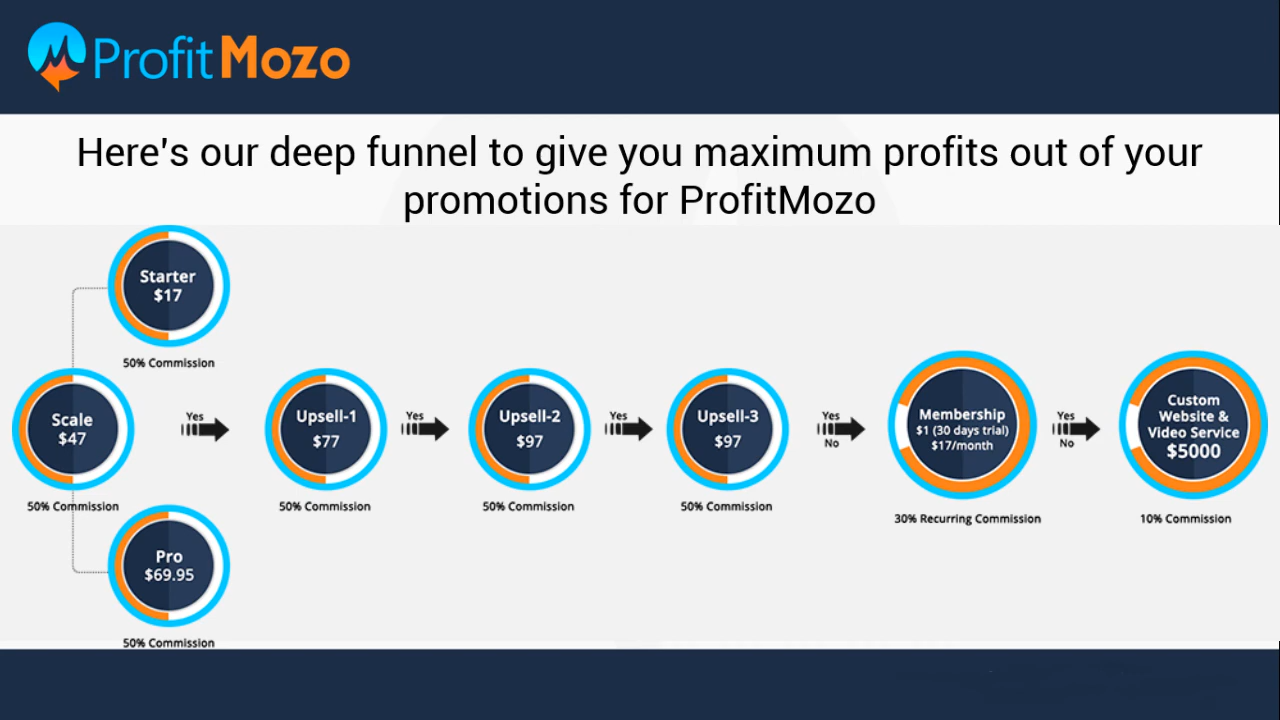 ProfitMozo
Here's our deep funnel to give you maximum profits out of your
promotions for ProfitMozo
Starter
$17
50% Commission
Scale
$47
50% Commission
Pro
$69.95
50% Commission
Yes
Upsell-1
$77
50% Commission
Yes
Upsell-2
$97
50% Commission
Yes
Upsell-3
$97
50% Commission
Yes
No
Membership
$1 (30 days trial)
$17/month
30% Recurring Commission
Yes
No
Custom
Website &
Video Service
$5000
10% Commission